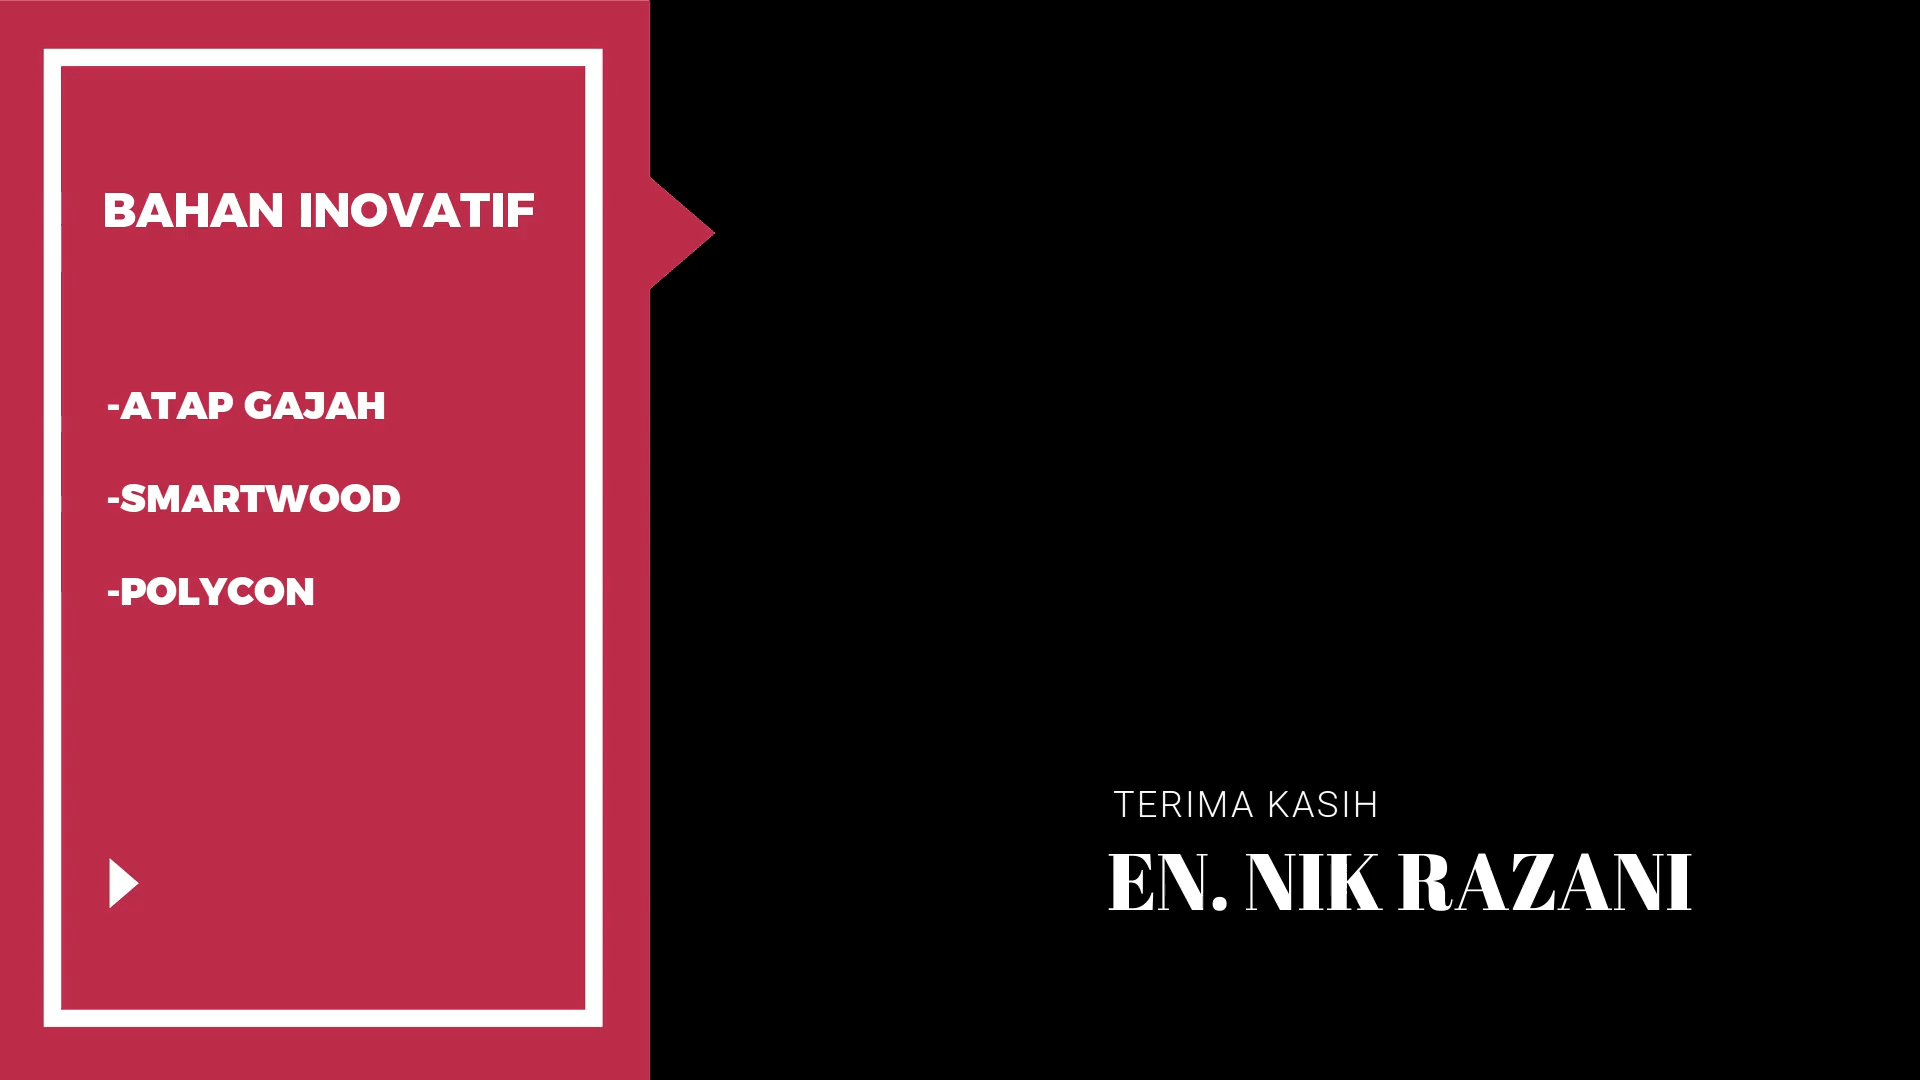 BAHAN INOVATIF
-ATAP GAJAH
-SMARTWOOD
-POLYCON
TERIMA KASIH
EN. NIK RAZANI